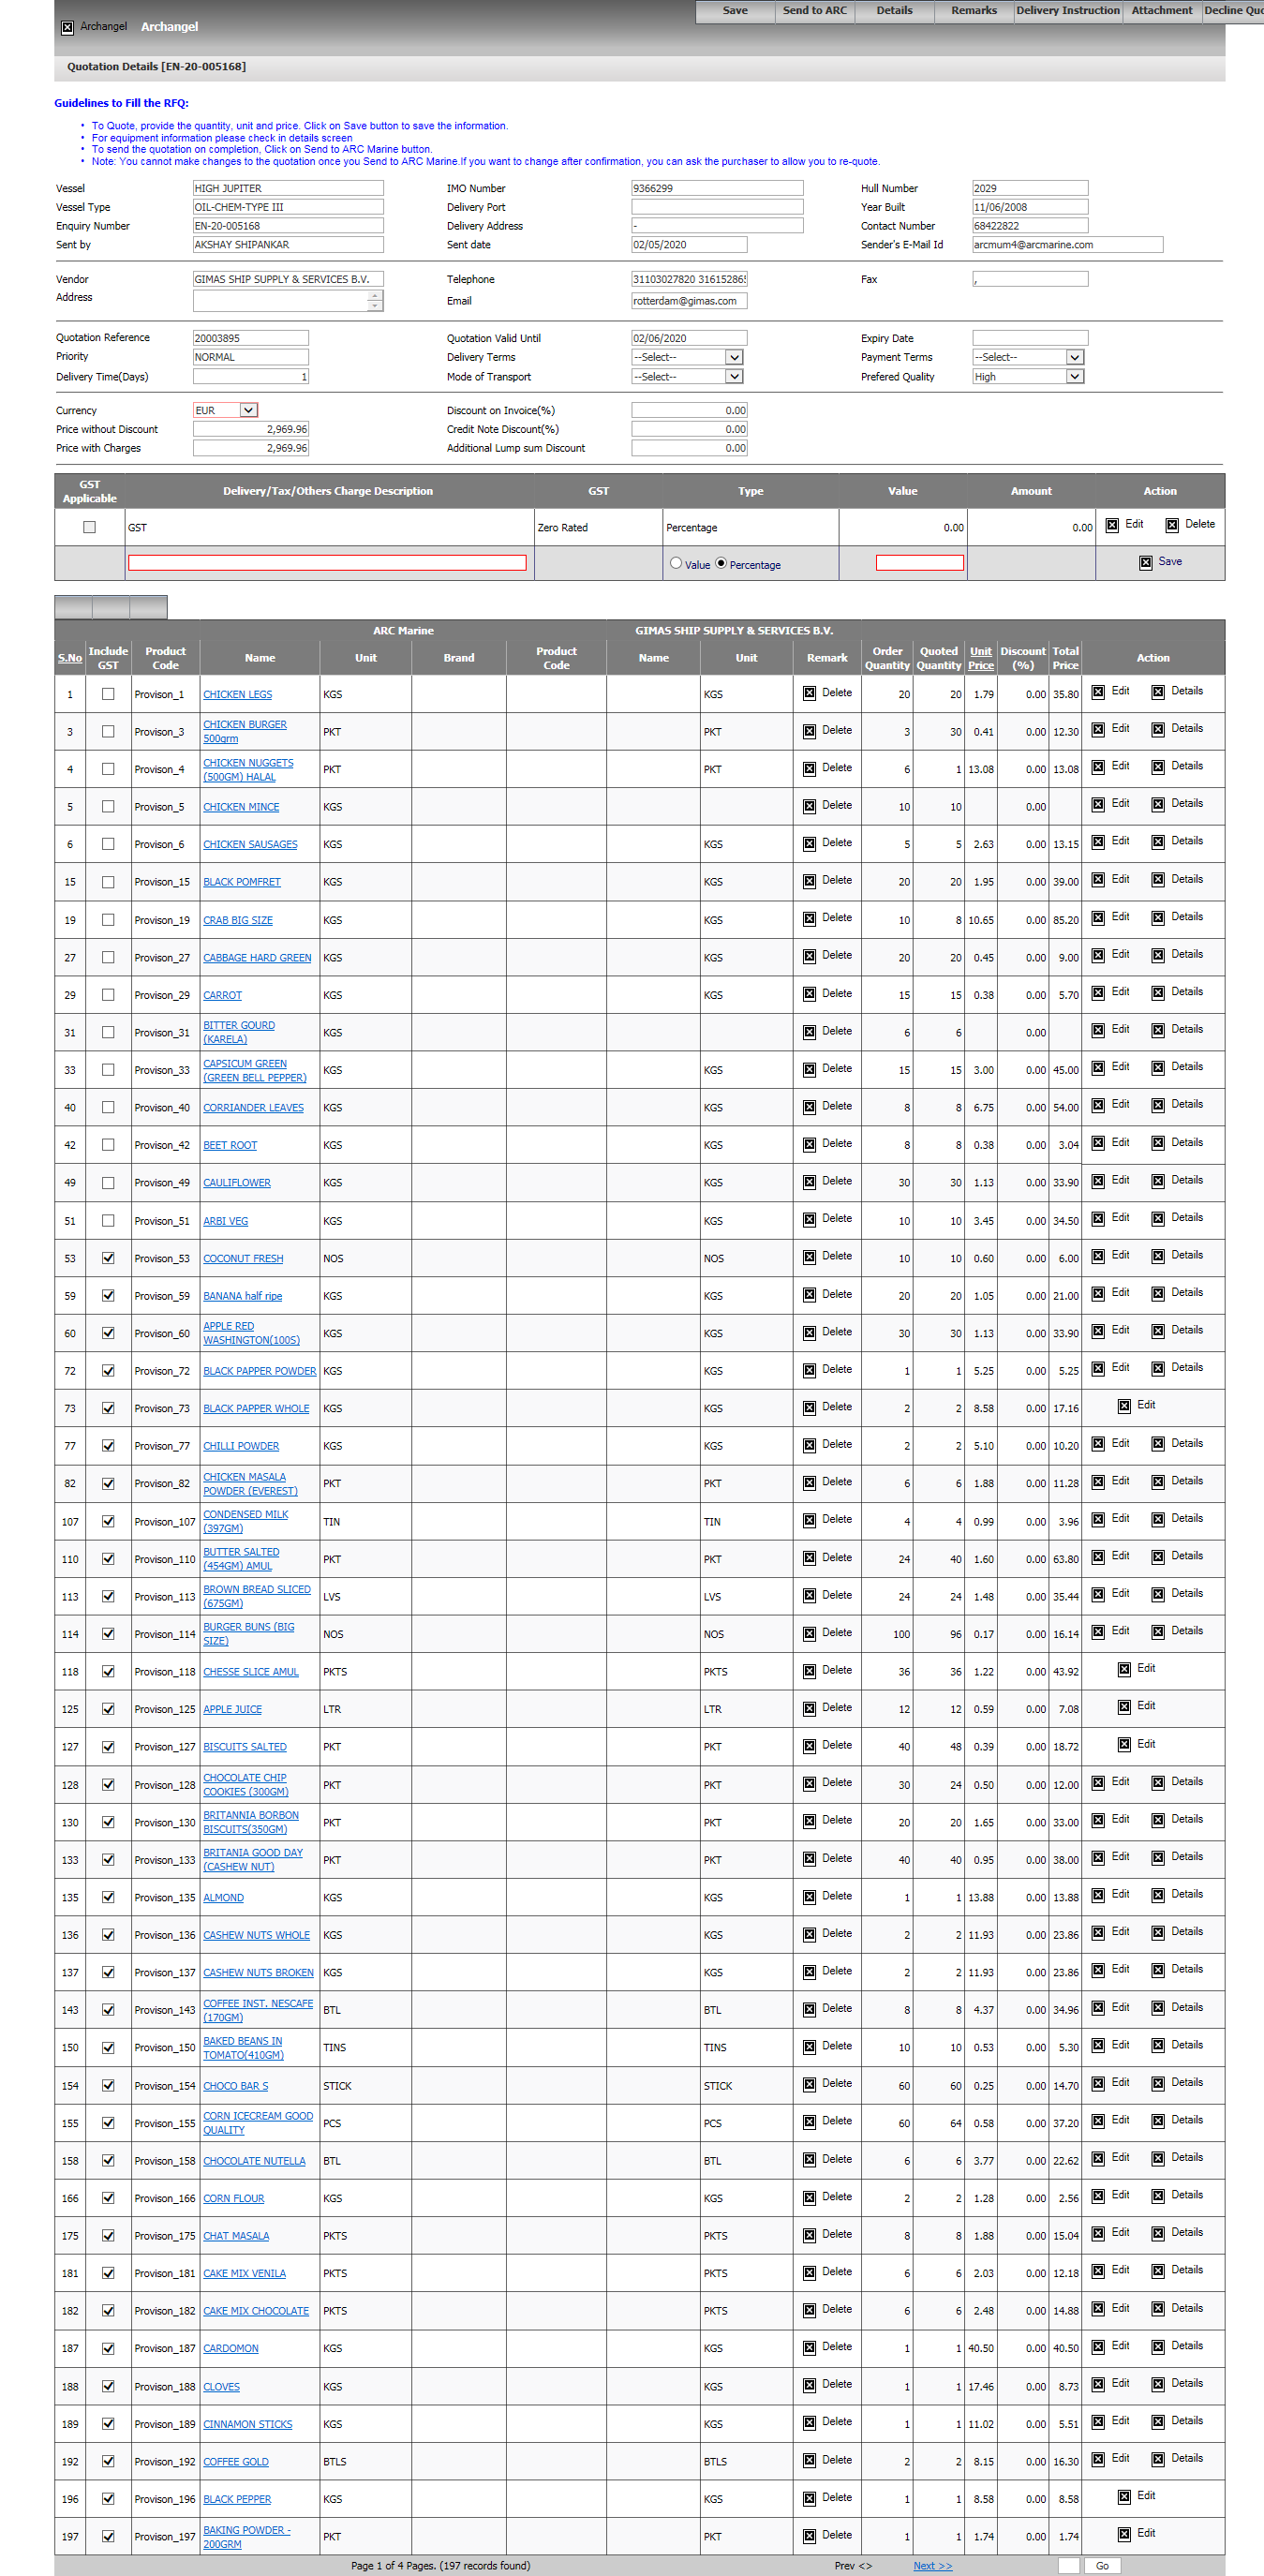 Save Send to ARC Details Remarks Delivery Instruction Attachment Decline Quo
Archangel Archangel
Quotation Details [EN-20-005168]
Guidelines to Fill the RFQ:
• To Quote, provide the quantity, unit and price. Click on Save button to save the information.
• For equipment information please check in details screen
• To send the quotation on completion, Click on Send to ARC Marine button.
• Note: You cannot make changes to the quotation once you Send to ARC Marine.If you want to change after confirmation, you can ask the purchaser to allow you to re-quote.
Vessel HIGH JUPITER IMO Number 9366299 Hull Number 2029
Vessel Type OIL-CHEM-TYPE III Delivery Port Year Built 11/06/2008
Enquiry Number EN-20-005168 Delivery Address - Contact Number 68422822
Sent by AKSHAY SHIPANKAR Sent date 02/05/2020 Sender's E-Mail Id arcmum4@arcmarine.com
Vendor GIMAS SHIP SUPPLY & SERVICES B.V. Telephone 31103027820 316152865 Fax ,
Address Email rotterdam@gimas.com
Quotation Reference 20003895 Quotation Valid Until 02/06/2020 Expiry Date
Priority NORMAL Delivery Terms --Select-- Payment Terms --Select--
Delivery Time(Days) 1 Mode of Transport --Select-- Prefered Quality High
Currency EUR Discount on Invoice(%) 0.00
Price without Discount 2,969.96 Credit Note Discount(%) 0.00
Price with Charges 2,969.96 Additional Lump sum Discount 0.00
GST Applicable Delivery/Tax/Others Charge Description GST Type Value Amount Action
GST Zero Rated Percentage 0.00 0.00 Edit Delete
Value Percentage Save
ARC Marine GIMAS SHIP SUPPLY & SERVICES B.V.
S.No Include GST Product Code Name Unit Brand Product Code Name Unit Remark Order Quantity Quoted Quantity Unit Price Discount (%) Total Price Action
1 Provison_1 CHICKEN LEGS KGS KGS Delete 20 20 1.79 0.00 35.80 Edit Details
3 Provison_3 CHICKEN BURGER 500grm PKT PKT Delete 3 30 0.41 0.00 12.30 Edit Details
4 Provison_4 CHICKEN NUGGETS (500GM) HALAL PKT PKT Delete 6 1 13.08 0.00 13.08 Edit Details
5 Provison_5 CHICKEN MINCE KGS Delete 10 10 0.00 Edit Details
6 Provison_6 CHICKEN SAUSAGES KGS KGS Delete 5 5 2.63 0.00 13.15 Edit Details
15 Provison_15 BLACK POMFRET KGS KGS Delete 20 20 1.95 0.00 39.00 Edit Details
19 Provison_19 CRAB BIG SIZE KGS KGS Delete 10 8 10.65 0.00 85.20 Edit Details
27 Provison_27 CABBAGE HARD GREEN KGS KGS Delete 20 20 0.45 0.00 9.00 Edit Details
29 Provison_29 CARROT KGS KGS Delete 15 15 0.38 0.00 5.70 Edit Details
31 Provison_31 BITTER GOURD (KARELA) KGS Delete 6 6 0.00 Edit Details
33 Provison_33 CAPSICUM GREEN (GREEN BELL PEPPER) KGS KGS Delete 15 15 3.00 0.00 45.00 Edit Details
40 Provison_40 CORRIANDER LEAVES KGS KGS Delete 8 8 6.75 0.00 54.00 Edit Details
42 Provison_42 BEET ROOT KGS KGS Delete 8 8 0.38 0.00 3.04 Edit Details
49 Provison_49 CAULIFLOWER KGS KGS Delete 30 30 1.13 0.00 33.90 Edit Details
51 Provison_51 ARBI VEG KGS KGS Delete 10 10 3.45 0.00 34.50 Edit Details
53 Provison_53 COCONUT FRESH NOS NOS Delete 10 10 0.60 0.00 6.00 Edit Details
59 Provison_59 BANANA half ripe KGS KGS Delete 20 20 1.05 0.00 21.00 Edit Details
60 Provison_60 APPLE RED WASHINGTON(100S) KGS KGS Delete 30 30 1.13 0.00 33.90 Edit Details
72 Provison_72 BLACK PAPPER POWDER KGS KGS Delete 1 1 5.25 0.00 5.25 Edit Details
73 Provison_73 BLACK PAPPER WHOLE KGS KGS Delete 2 2 8.58 0.00 17.16 Edit
77 Provison_77 CHILLI POWDER KGS KGS Delete 2 2 5.10 0.00 10.20 Edit Details
82 Provison_82 CHICKEN MASALA POWDER (EVEREST) PKT PKT Delete 6 6 1.88 0.00 11.28 Edit Details
107 Provison_107 CONDENSED MILK (397GM) TIN TIN Delete 4 4 0.99 0.00 3.96 Edit Details
110 Provison_110 BUTTER SALTED (454GM) AMUL PKT PKT Delete 24 40 1.60 0.00 63.80 Edit Details
113 Provison_113 BROWN BREAD SLICED (675GM) LVS LVS Delete 24 24 1.48 0.00 35.44 Edit Details
114 Provison_114 BURGER BUNS (BIG SIZE) NOS NOS Delete 100 96 0.17 0.00 16.14 Edit Details
118 Provison_118 CHESSE SLICE AMUL PKTS PKTS Delete 36 36 1.22 0.00 43.92 Edit
125 Provison_125 APPLE JUICE LTR LTR Delete 12 12 0.59 0.00 7.08 Edit
127 Provison_127 BISCUITS SALTED PKT PKT Delete 40 48 0.39 0.00 18.72 Edit
128 Provison_128 CHOCOLATE CHIP COOKIES (300GM) PKT PKT Delete 30 24 0.50 0.00 12.00 Edit Details
130 Provison_130 BRITANNIA BORBON BISCUITS(350GM) PKT PKT Delete 20 20 1.65 0.00 33.00 Edit Details
133 Provison_133 BRITANIA GOOD DAY (CASHEW NUT) PKT PKT Delete 40 40 0.95 0.00 38.00 Edit Details
135 Provison_135 ALMOND KGS KGS Delete 1 1 13.88 0.00 13.88 Edit Details
136 Provison_136 CASHEW NUTS WHOLE KGS KGS Delete 2 2 11.93 0.00 23.86 Edit Details
137 Provison_137 CASHEW NUTS BROKEN KGS KGS Delete 2 2 11.93 0.00 23.86 Edit Details
143 Provison_143 COFFEE INST. NESCAFE (170GM) BTL BTL Delete 8 8 4.37 0.00 34.96 Edit Details
150 Provison_150 BAKED BEANS IN TOMATO(410GM) TINS TINS Delete 10 10 0.53 0.00 5.30 Edit Details
154 Provison_154 CHOCO BAR S STICK STICK Delete 60 60 0.25 0.00 14.70 Edit Details
155 Provison_155 CORN ICECREAM GOOD QUALITY PCS PCS Delete 60 64 0.58 0.00 37.20 Edit Details
158 Provison_158 CHOCOLATE NUTELLA BTL BTL Delete 6 6 3.77 0.00 22.62 Edit Details
166 Provison_166 CORN FLOUR KGS KGS Delete 2 2 1.28 0.00 2.56 Edit Details
175 Provison_175 CHAT MASALA PKTS PKTS Delete 8 8 1.88 0.00 15.04 Edit Details
181 Provison_181 CAKE MIX VENILA PKTS PKTS Delete 6 6 2.03 0.00 12.18 Edit Details
182 Provison_182 CAKE MIX CHOCOLATE PKTS PKTS Delete 6 6 2.48 0.00 14.88 Edit Details
187 Provison_187 CARDOMON KGS KGS Delete 1 1 40.50 0.00 40.50 Edit Details
188 Provison_188 CLOVES KGS KGS Delete 1 1 17.46 0.00 8.73 Edit Details
189 Provison_189 CINNAMON STICKS KGS KGS Delete 1 1 11.02 0.00 5.51 Edit Details
192 Provison_192 COFFEE GOLD BTLS BTLS Delete 2 2 8.15 0.00 16.30 Edit Details
196 Provison_196 BLACK PEPPER KGS KGS Delete 1 1 8.58 0.00 8.58 Edit
197 Provison_197 BAKING POWDER - 200GRM PKT PKT Delete 1 1 1.74 0.00 1.74 Edit
Page 1 of 4 Pages. (197 records found) Prev <> Next >> Go